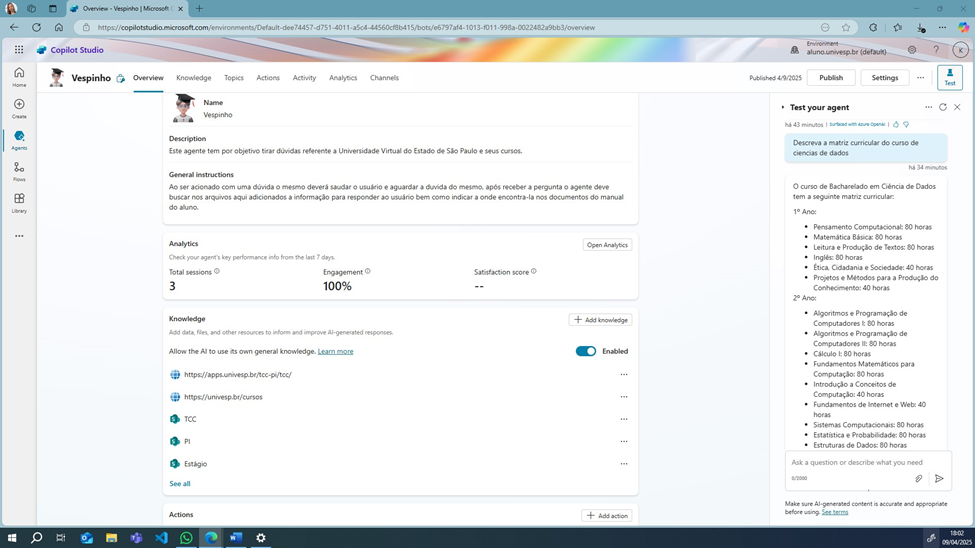 Overview - Vespinho
https://copilotstudio.microsoft.com/environments/Default-dee74457-d751-4011-a5c4-44d5241b8135/bots/e6797af4-1013-f011-998a-0022482a9bb3/overview
Copilot Studio
Environment
aluno.univesp.br (default)
K
Home
Create
Agents
Flows
Library
Vespinho
Overview
Knowledge
Topics
Actions
Activity
Analytics
Channels
Published 4/9/2025
Publish
Settings
Test
Name
Vespinho
Description
Este agente tem por objetivo tirar dúvidas referente a Universidade Virtual do Estado de São Paulo e seus cursos.
General instructions
Ao ser acionado com uma dúvida o mesmo deverá saudar o usuário e aguardar a duvida do mesmo, após receber a pergunta o agente deve
buscar nos arquivos aqui adicionados a informação para responder ao usuário bem como indicar a onde encontra-la nos documentos do manual
do aluno.
Analytics
Open Analytics
Check your agent's key performance info from the last 7 days.
Total sessions
Engagement
Satisfaction score
3
100%
--
Knowledge
Add knowledge
Add data, files, and other resources to inform and improve AI-generated responses.
Allow the AI to use its own general knowledge. Learn more
Enabled
https://apps.univesp.br/tcc-pi/tcc/
https://univesp.br/cursos
TCC
PI
Estágio
See all
Actions
Add action
Test your agent
há 43 minutos | Surfaced with Azure OpenAI |
Descreva a matriz curricular do curso de
ciencias de dados
há 34 minutos
O curso de Bacharelado em Ciência de Dados
tem a seguinte matriz curricular:
1º Ano:
• Pensamento Computacional: 80 horas
• Matemática Básica: 80 horas
• Leitura e Produção de Textos: 80 horas
• Inglês: 80 horas
• Ética, Cidadania e Sociedade: 40 horas
• Projetos e Métodos para a Produção do
Conhecimento: 40 horas
2º Ano:
• Algoritmos e Programação de
Computadores I: 80 horas
• Algoritmos e Programação de
Computadores II: 80 horas
• Cálculo I: 80 horas
• Fundamentos Matemáticos para
Computação: 80 horas
• Introdução a Conceitos de
Computação: 40 horas
• Fundamentos de Internet e Web: 40
horas
• Sistemas Computacionais: 80 horas
• Estatística e Probabilidade: 80 horas
• Estruturas de Dados: 80 horas
Ask a question or describe what you need
0/2000
Make sure AI-generated content is accurate and appropriate
before using. See terms
18:02
09/04/2025